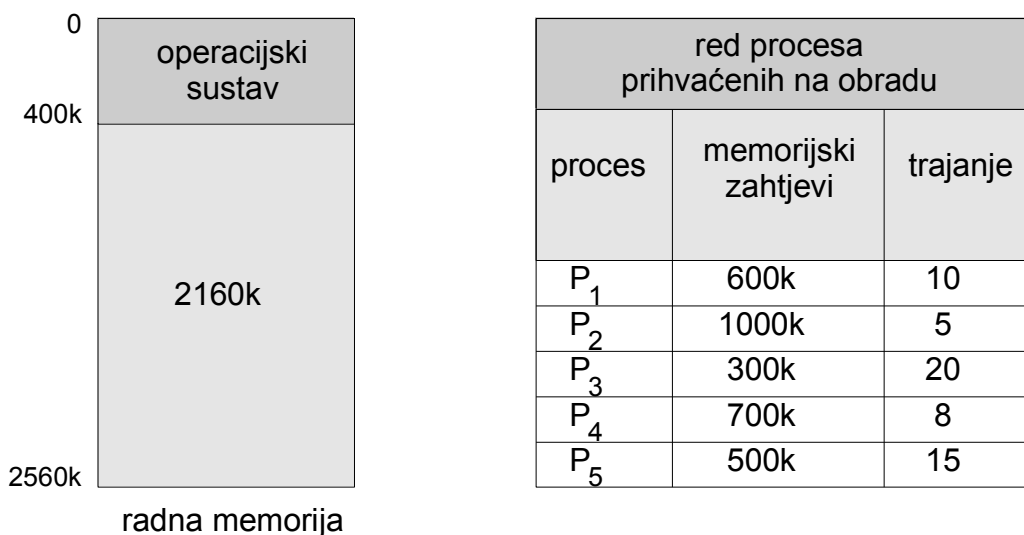 0
operacijski
sustav
400k
2160k
2560k
radna memorija
red procesa
prihvaćenih na obradu
proces memorijski zahtjevi trajanje
P1 600k 10
P2 1000k 5
P3 300k 20
P4 700k 8
P5 500k 15